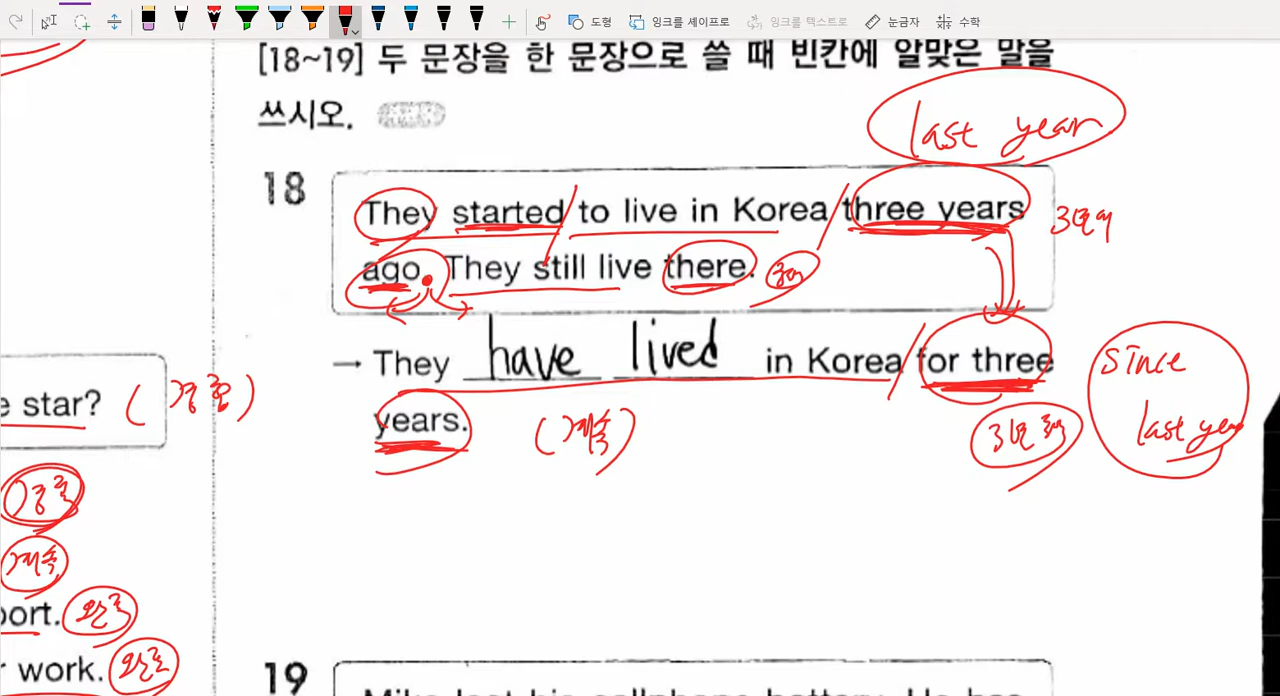 도형 잉크를 셰이프로 잉크를 텍스트로 눈금자 수학
[18~19] 두 문장을 한 문장으로 쓸 때 빈칸에 알맞은 말을
쓰시오.
last year
18
They started to live in Korea three years
3년 전
ago. They still live there.
→ They have lived in Korea for three
years.
(계속)
since
last year
e star? (경험)
경험
계속
port. 완료
work. 완료
19